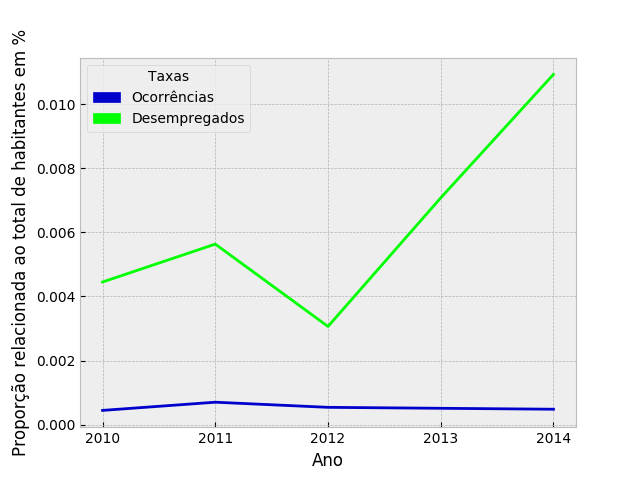 Proporção relacionada ao total de habitantes em %
Taxas
Ocorrências
Desempregados
0.010
0.008
0.006
0.004
0.002
0.000
2010 2011 2012 2013 2014
Ano